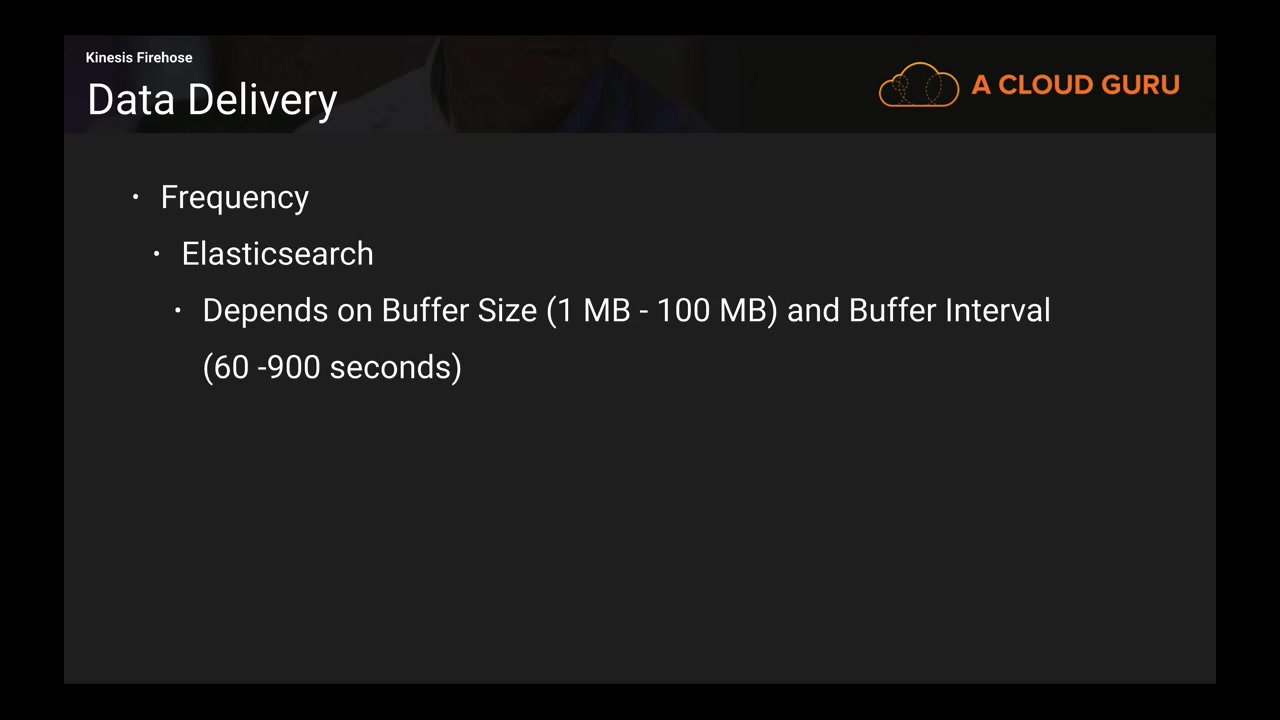 Kinesis Firehose
Data Delivery
A CLOUD GURU
· Frequency
· Elasticsearch
· Depends on Buffer Size (1 MB - 100 MB) and Buffer Interval
(60 -900 seconds)